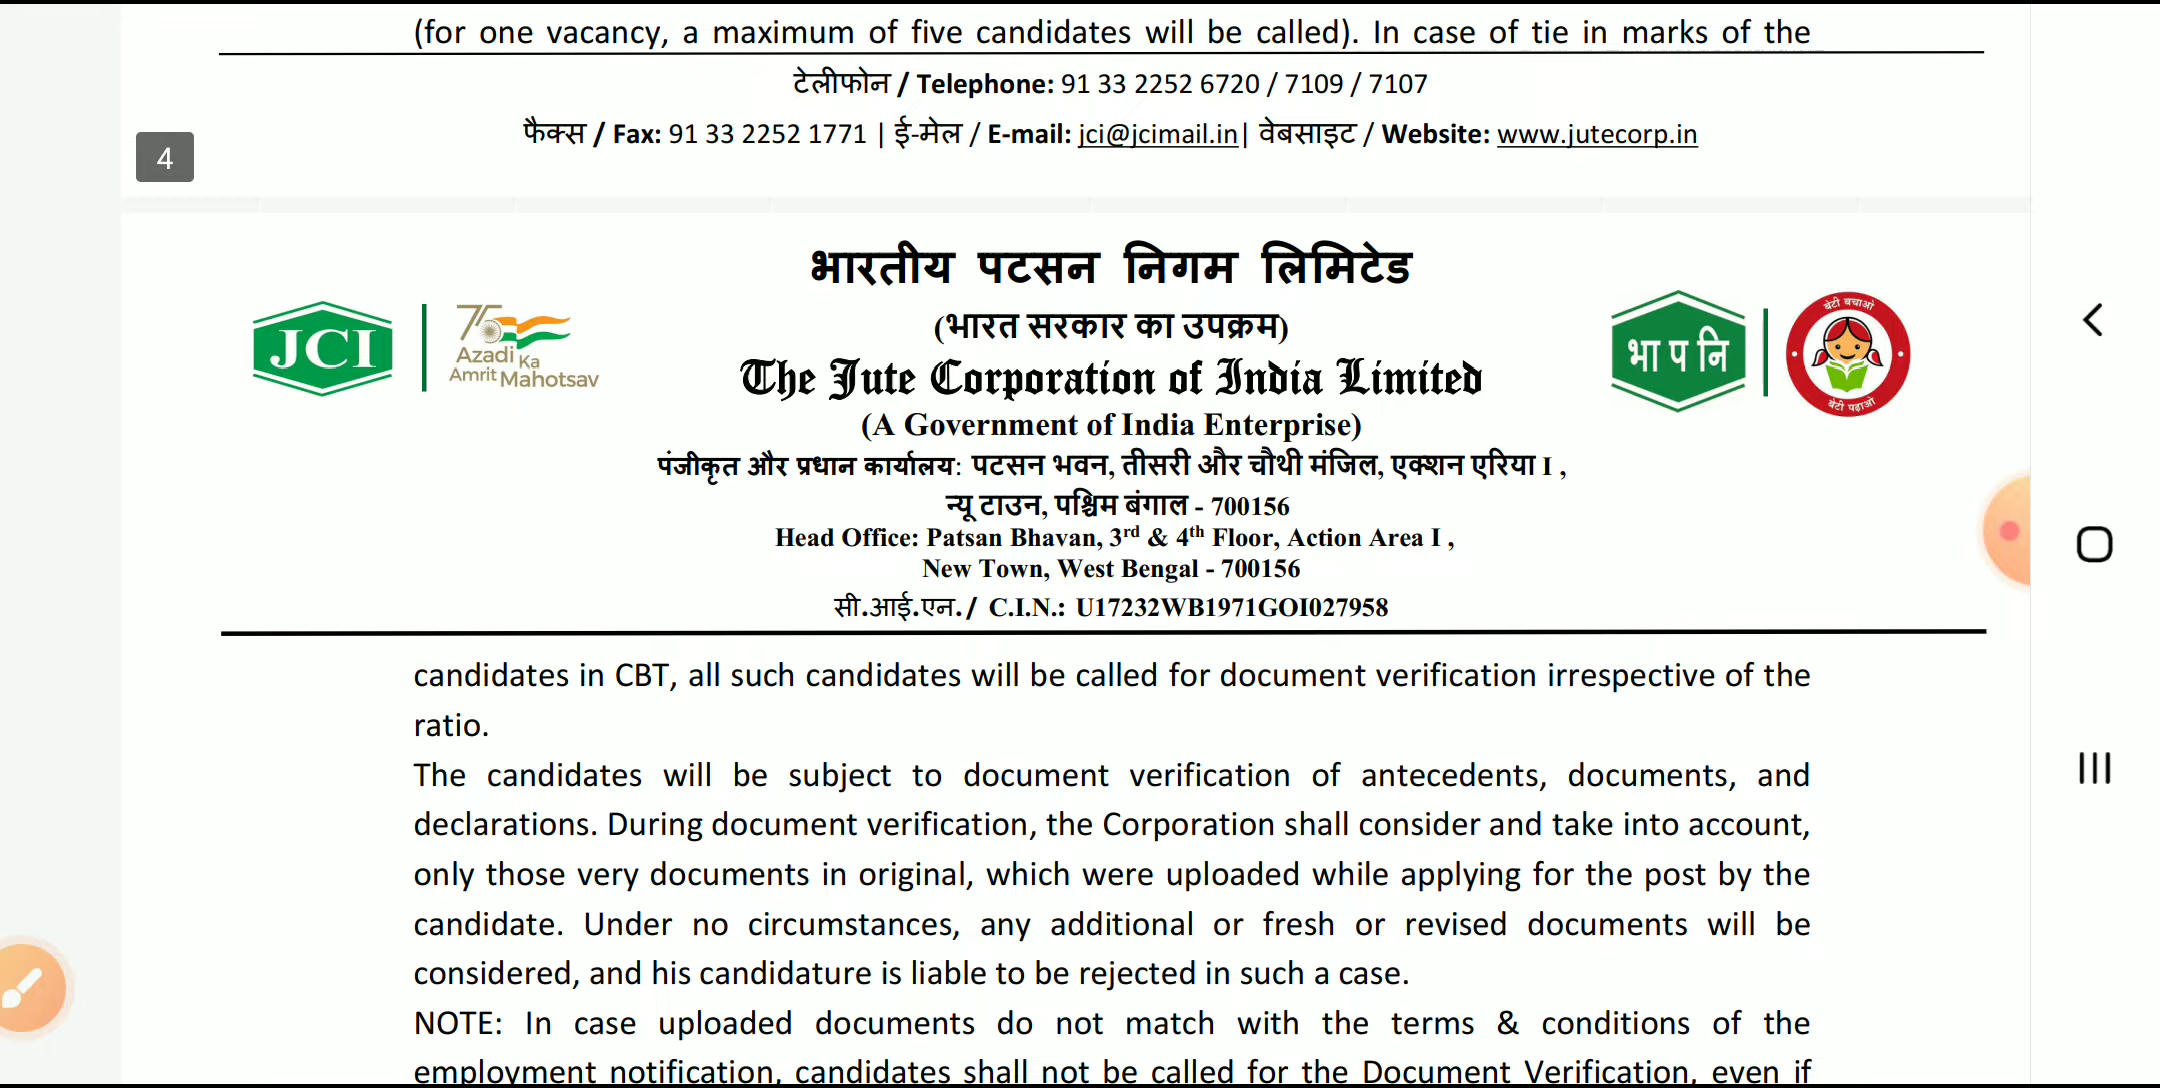 (for one vacancy, a maximum of five candidates will be called). In case of tie in marks of the
टेलीफोन / Telephone: 91 33 2252 6720 / 7109 / 7107
फैक्स / Fax: 91 33 2252 1771 | ई-मेल / E-mail: jci@jcimail.in| वेबसाइट / Website: www.jutecorp.in
4
भारतीय पटसन निगम लिमिटेड
(भारत सरकार का उपक्रम)
JCI
75
Azadi Ka
Amrit Mahotsav
The Jute Corporation of India Limited
भा प नि
बेटी बचाओ
बेटी पढ़ाओ
(A Government of India Enterprise)
पंजीकृत और प्रधान कार्यालय: पटसन भवन, तीसरी और चौथी मंजिल, एक्शन एरिया I ,
न्यू टाउन, पश्चिम बंगाल - 700156
Head Office: Patsan Bhavan, 3rd & 4th Floor, Action Area I ,
New Town, West Bengal - 700156
सी.आई.एन. / C.I.N.: U17232WB1971GOI027958
candidates in CBT, all such candidates will be called for document verification irrespective of the
ratio.
The candidates will be subject to document verification of antecedents, documents, and
declarations. During document verification, the Corporation shall consider and take into account,
only those very documents in original, which were uploaded while applying for the post by the
candidate. Under no circumstances, any additional or fresh or revised documents will be
considered, and his candidature is liable to be rejected in such a case.
NOTE: In case uploaded documents do not match with the terms & conditions of the
employment notification, candidates shall not be called for the Document Verification, even if